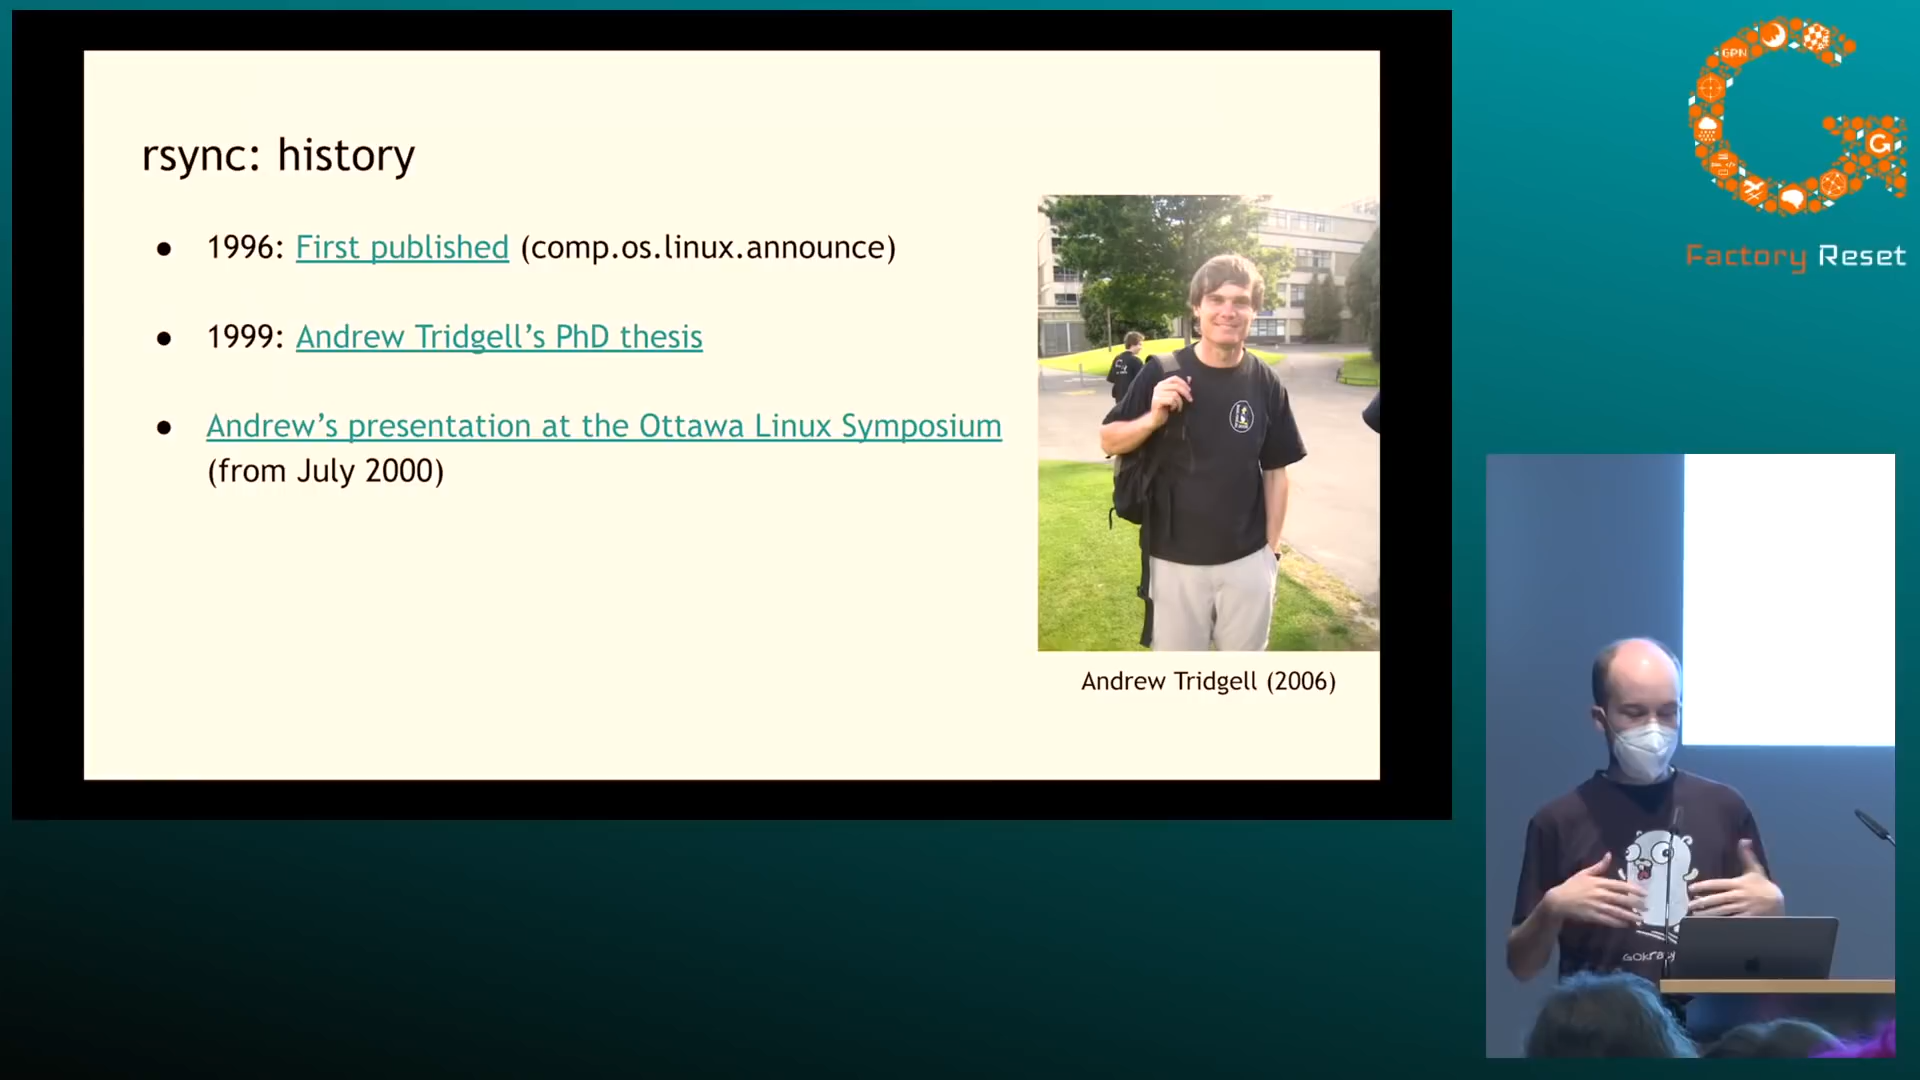 rsync: history
● 1996: First published (comp.os.linux.announce)
● 1999: Andrew Tridgell’s PhD thesis
● Andrew’s presentation at the Ottawa Linux Symposium
(from July 2000)
Andrew Tridgell (2006)
GPN
Factory Reset